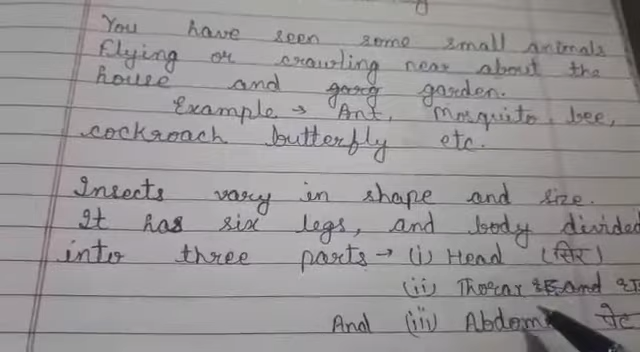 You have seen some small animals
flying or crawling near about the
house and garg garden.
Example → Ant, mosquito, bee,
cockroach butterfly etc.
Insects vary in shape and size.
It has six legs, and body divided
into three parts → (i) Head (सिर)
(ii) Thorax and
And (iii) Abdom